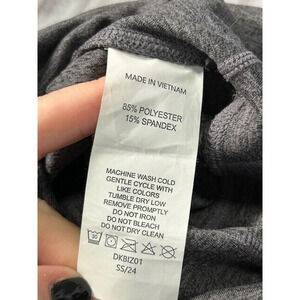 MADE IN VIETNAM
85% POLYESTER
15% SPANDEX
MACHINE WASH COLD
GENTLE CYCLE WITH
LIKE COLORS
TUMBLE DRY LOW
REMOVE PROMPTLY
DO NOT IRON
DO NOT BLEACH
DO NOT DRY CLEAN
30
DKBIZ01
SS/24